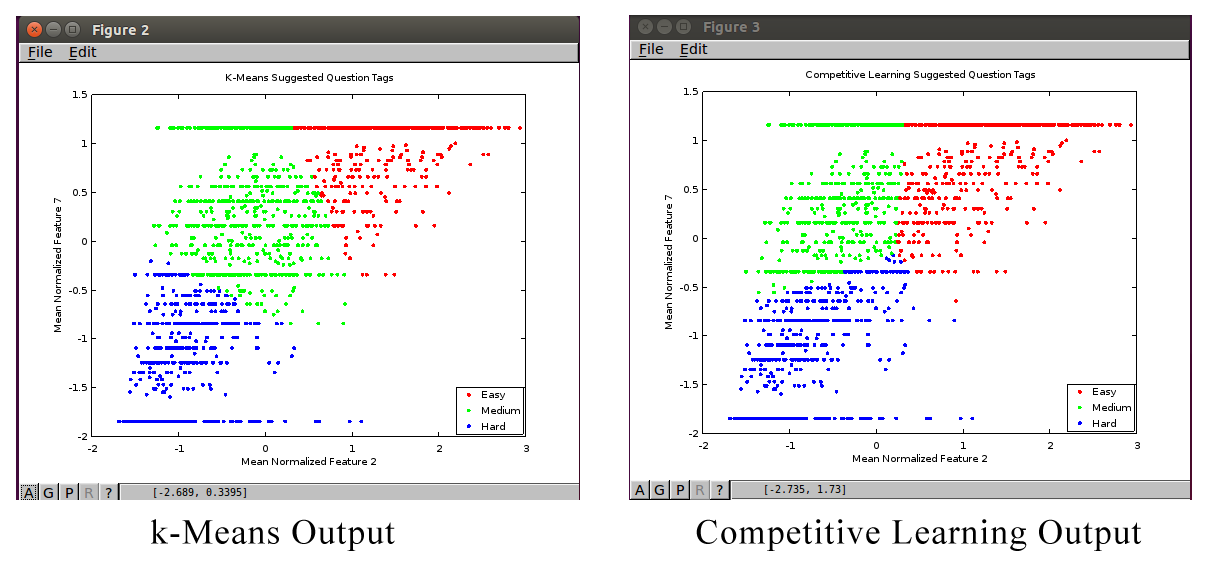 Figure 2
File Edit
K-Means Suggested Question Tags
1.5
1
0.5
0
-0.5
-1
-1.5
-2
Mean Normalized Feature 7
-2 -1 0 1 2 3
Mean Normalized Feature 2
Easy
Medium
Hard
A G P R ? [-2.689, 0.3395]
k-Means Output
Figure 3
File Edit
Competitive Learning Suggested Question Tags
1.5
1
0.5
0
-0.5
-1
-1.5
-2
Mean Normalized Feature 7
-2 -1 0 1 2 3
Mean Normalized Feature 2
Easy
Medium
Hard
A G P R ? [-2.735, 1.73]
Competitive Learning Output